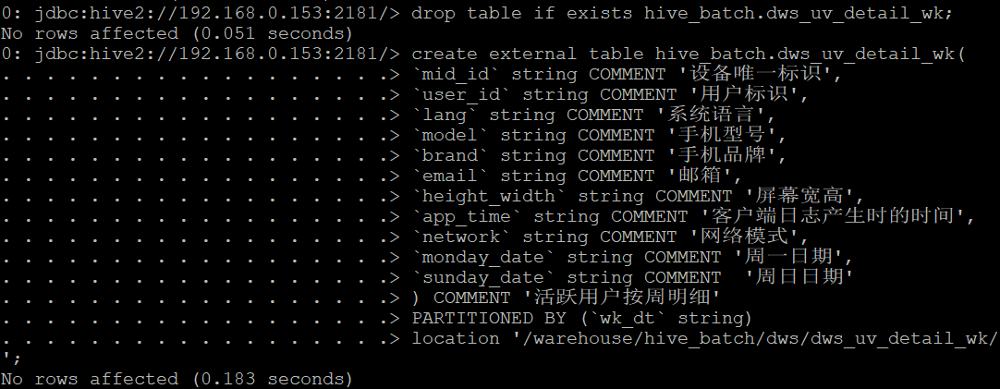 0: jdbc:hive2://192.168.0.153:2181/> drop table if exists hive_batch.dws_uv_detail_wk;
No rows affected (0.051 seconds)
0: jdbc:hive2://192.168.0.153:2181/> create external table hive_batch.dws_uv_detail_wk(
. . . . . . . . . . . . . . . . . .> `mid_id` string COMMENT '设备唯一标识',
. . . . . . . . . . . . . . . . . .> `user_id` string COMMENT '用户标识',
. . . . . . . . . . . . . . . . . .> `lang` string COMMENT '系统语言',
. . . . . . . . . . . . . . . . . .> `model` string COMMENT '手机型号',
. . . . . . . . . . . . . . . . . .> `brand` string COMMENT '手机品牌',
. . . . . . . . . . . . . . . . . .> `email` string COMMENT '邮箱',
. . . . . . . . . . . . . . . . . .> `height_width` string COMMENT '屏幕宽高',
. . . . . . . . . . . . . . . . . .> `app_time` string COMMENT '客户端日志产生时的时间',
. . . . . . . . . . . . . . . . . .> `network` string COMMENT '网络模式',
. . . . . . . . . . . . . . . . . .> `monday_date` string COMMENT '周一日期',
. . . . . . . . . . . . . . . . . .> `sunday_date` string COMMENT  '周日日期'
. . . . . . . . . . . . . . . . . .> ) COMMENT '活跃用户按周明细'
. . . . . . . . . . . . . . . . . .> PARTITIONED BY (`wk_dt` string)
. . . . . . . . . . . . . . . . . .> location '/warehouse/hive_batch/dws/dws_uv_detail_wk/
';
No rows affected (0.183 seconds)